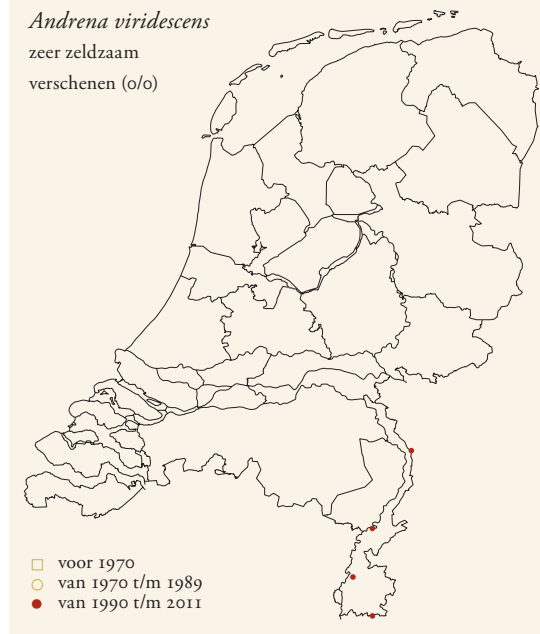 Andrena viridescens
zeer zeldzaam
verschenen (0/0)
voor 1970
van 1970 t/m 1989
van 1990 t/m 2011